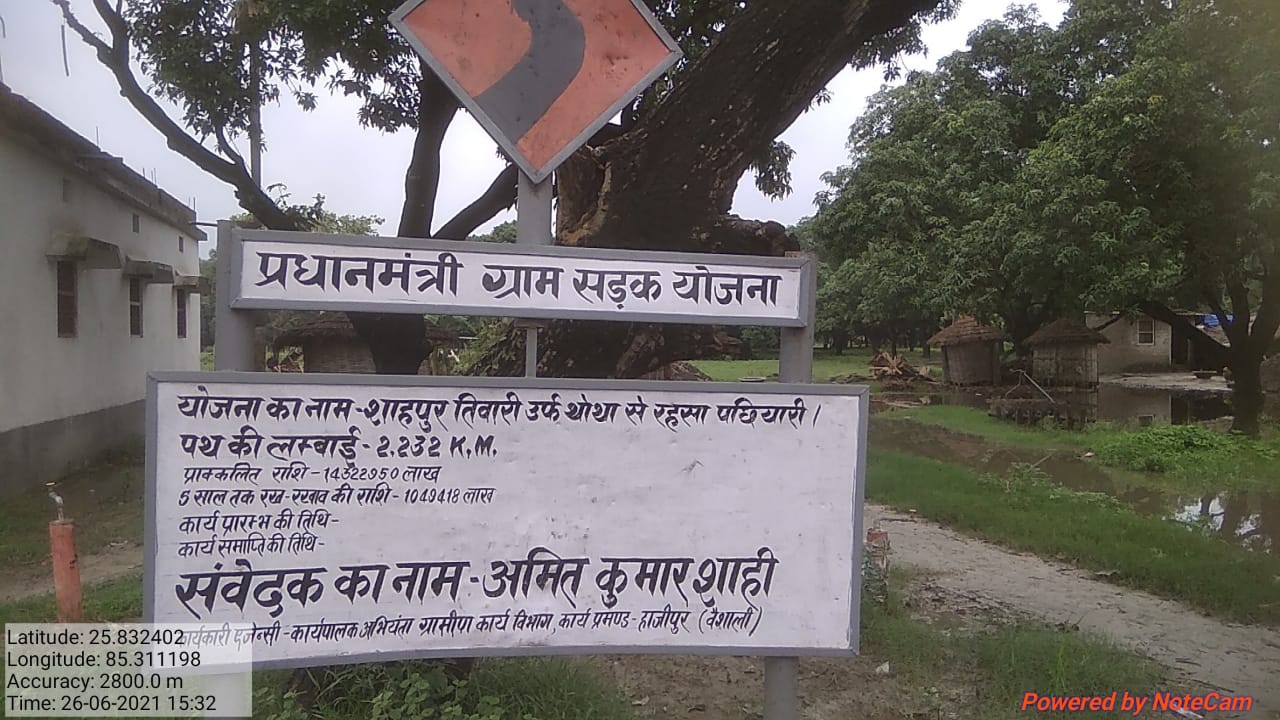 प्रधानमंत्री ग्राम सड़क योजना
योजना का नाम-शाहपुर तिवारी उर्फ थोथा से रहसा पछियारी।
पथ की लम्बाई-2.232 K.M.
प्राक्कलित राशि-14322950 लाख
5 साल तक रख-रखाव की राशि-1049418 लाख
कार्य प्रारम्भ की तिथि-
कार्य समाप्ति की तिथि-
संवेदक का नाम-अमित कुमार शाही
कार्यकारी एजेन्सी-कार्यपालक अभियंता ग्रामीण कार्य विभाग, कार्य प्रमण्ड-हाजीपुर (वैशाली)
Latitude: 25.832402
Longitude: 85.311198
Accuracy: 2800.0 m
Time: 26-06-2021 15:32
Powered by NoteCam